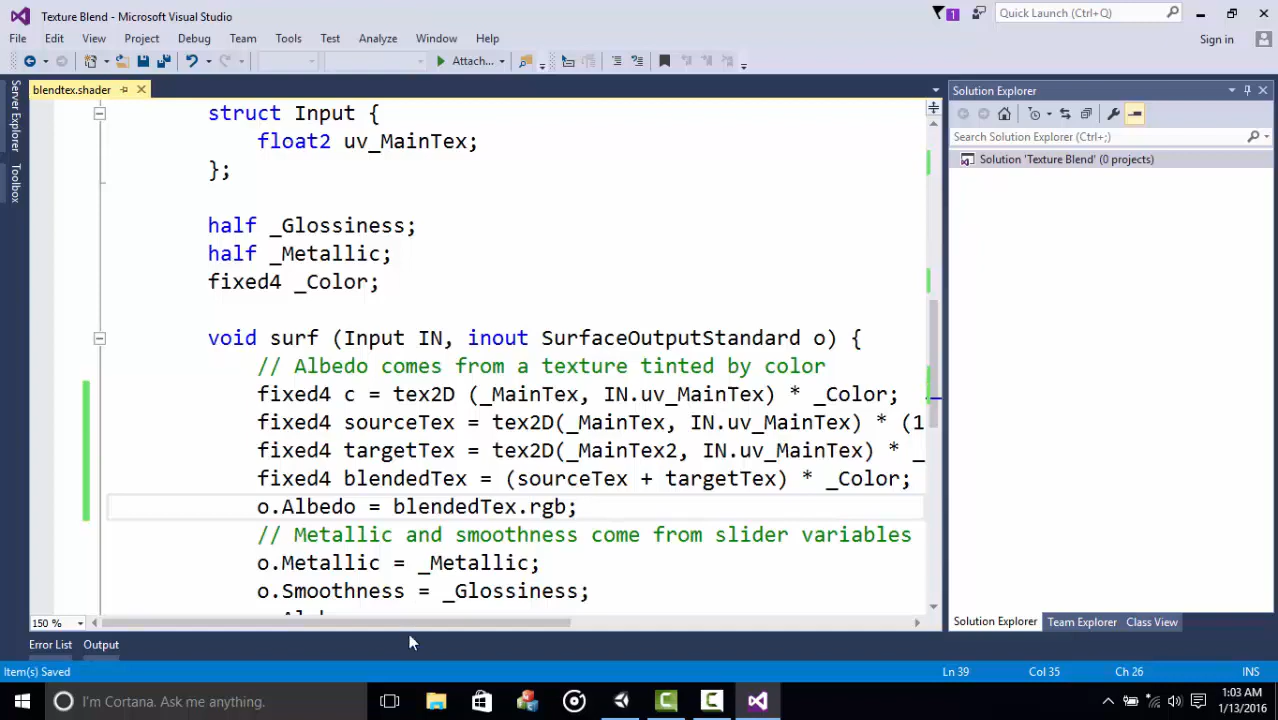 Texture Blend - Microsoft Visual Studio
1
Quick Launch (Ctrl+Q)
File Edit View Project Debug Team Tools Test Analyze Window Help
Sign in
Attach...
Server Explorer
Toolbox
blendtex.shader
struct Input {
float2 uv_MainTex;
};
half _Glossiness;
half _Metallic;
fixed4 _Color;
void surf (Input IN, inout SurfaceOutputStandard o) {
// Albedo comes from a texture tinted by color
fixed4 c = tex2D (_MainTex, IN.uv_MainTex) * _Color;
fixed4 sourceTex = tex2D(_MainTex, IN.uv_MainTex) * (1
fixed4 targetTex = tex2D(_MainTex2, IN.uv_MainTex) * _
fixed4 blendedTex = (sourceTex + targetTex) * _Color;
o.Albedo = blendedTex.rgb;
// Metallic and smoothness come from slider variables
o.Metallic = _Metallic;
o.Smoothness = _Glossiness;
150 %
Solution Explorer
Search Solution Explorer (Ctrl+;)
Solution 'Texture Blend' (0 projects)
Solution Explorer Team Explorer Class View
Error List Output
Item(s) Saved Ln 39 Col 35 Ch 26 INS
I'm Cortana. Ask me anything.
1:03 AM
1/13/2016